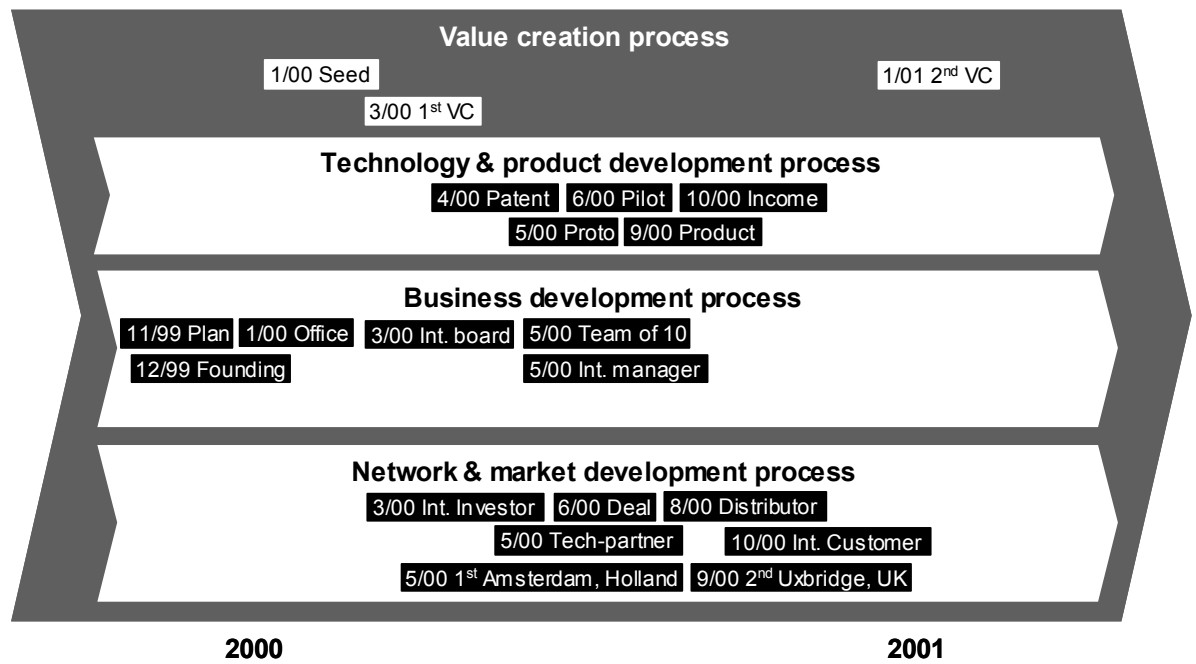 Value creation process
1/00 Seed
1/01 2nd VC
3/00 1st VC
Technology & product development process
4/00 Patent
6/00 Pilot
10/00 Income
5/00 Proto
9/00 Product
Business development process
11/99 Plan
1/00 Office
3/00 Int. board
5/00 Team of 10
12/99 Founding
5/00 Int. manager
Network & market development process
3/00 Int. Investor
6/00 Deal
8/00 Distributor
5/00 Tech-partner
10/00 Int. Customer
5/00 1st Amsterdam, Holland
9/00 2nd Uxbridge, UK
2000
2001